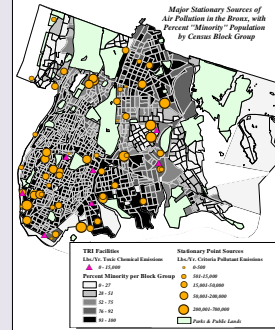 Major Stationary Sources of
Air Pollution in the Bronx, with
Percent "Minority" Population
by Census Block Group
TRI Facilities
Lbs./Yr. Toxic Chemical Emissions
0 - 15,000
Percent Minority per Block Group
0 - 27
28 - 51
52 - 75
76 - 92
93 - 100
Stationary Point Sources
Lbs./Yr. Criteria Pollutant Emissions
0-500
501-15,000
15,001-50,000
50,001-200,000
200,001-700,000
Parks & Public Lands